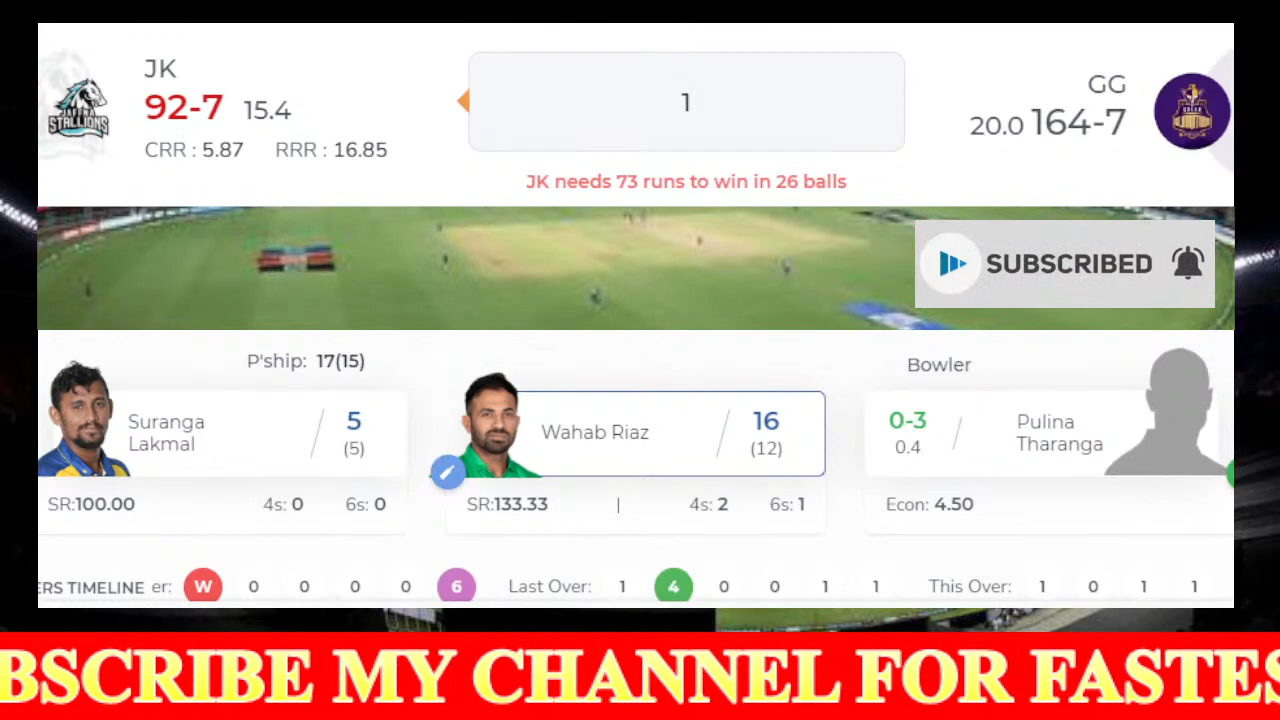 JK
92-7 15.4
CRR : 5.87 RRR : 16.85
JAFFNA
STALLIONS
1
JK needs 73 runs to win in 26 balls
GG
20.0 164-7
SUBSCRIBED
P'ship: 17(15)
Suranga
Lakmal
5
(5)
SR:100.00 4s: 0 6s: 0
Wahab Riaz
16
(12)
SR:133.33 | 4s: 2 6s: 1
Bowler
0-3
0.4
Pulina
Tharanga
Econ: 4.50
ERS TIMELINE er: W 0 0 0 0 6 Last Over: 1 4 0 0 1 1 This Over: 1 0 1 1
BSCRIBE MY CHANNEL FOR FASTES